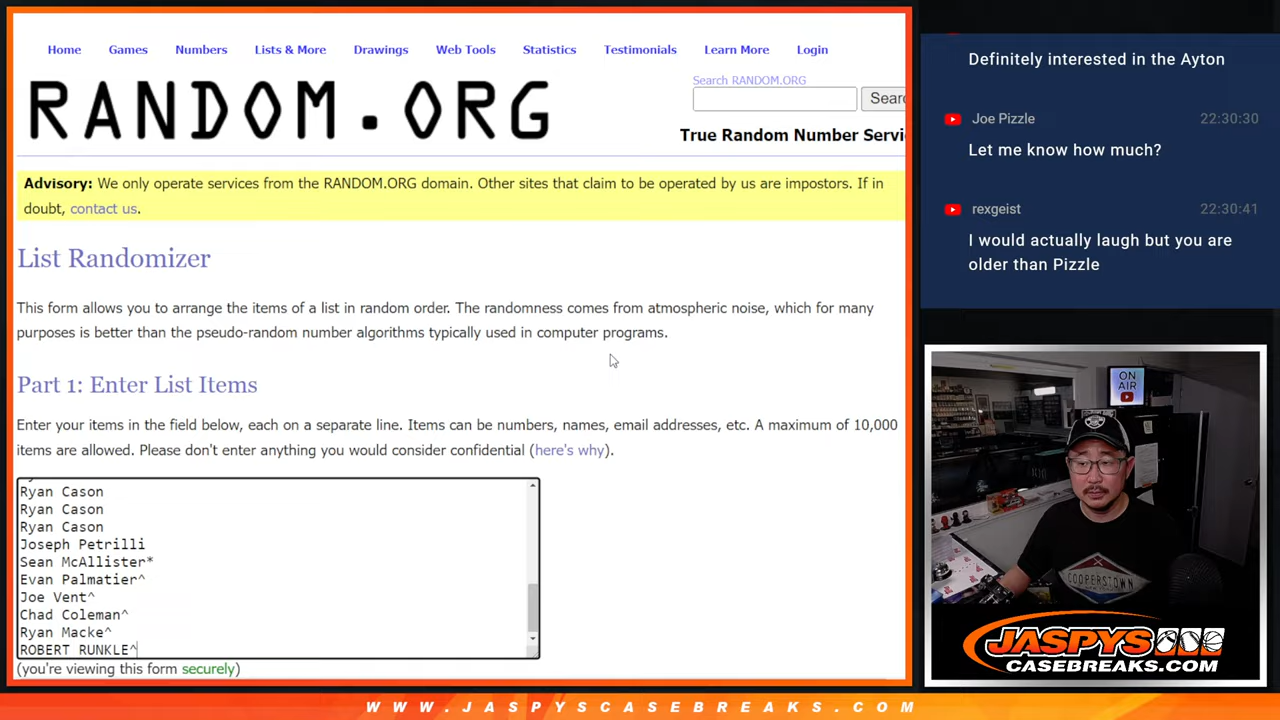 Home Games Numbers Lists & More Drawings Web Tools Statistics Testimonials Learn More Login
RANDOM.ORG
Search RANDOM.ORG
Sear
True Random Number Servi
Advisory: We only operate services from the RANDOM.ORG domain. Other sites that claim to be operated by us are impostors. If in
doubt, contact us.
List Randomizer
This form allows you to arrange the items of a list in random order. The randomness comes from atmospheric noise, which for many
purposes is better than the pseudo-random number algorithms typically used in computer programs.
Part 1: Enter List Items
Enter your items in the field below, each on a separate line. Items can be numbers, names, email addresses, etc. A maximum of 10,000
items are allowed. Please don't enter anything you would consider confidential (here's why).
Ryan Cason
Ryan Cason
Ryan Cason
Joseph Petrilli
Sean McAllister*
Evan Palmatier^
Joe Vent^
Chad Coleman^
Ryan Macke^
ROBERT RUNKLE^
(you're viewing this form securely)
Definitely interested in the Ayton
Joe Pizzle 22:30:30
Let me know how much?
rexgeist 22:30:41
I would actually laugh but you are
older than Pizzle
ON
AIR
COOPERSTOWN
JASPYS
CASEBREAKS.COM
WWW.JASPYSCASEBREAKS.COM